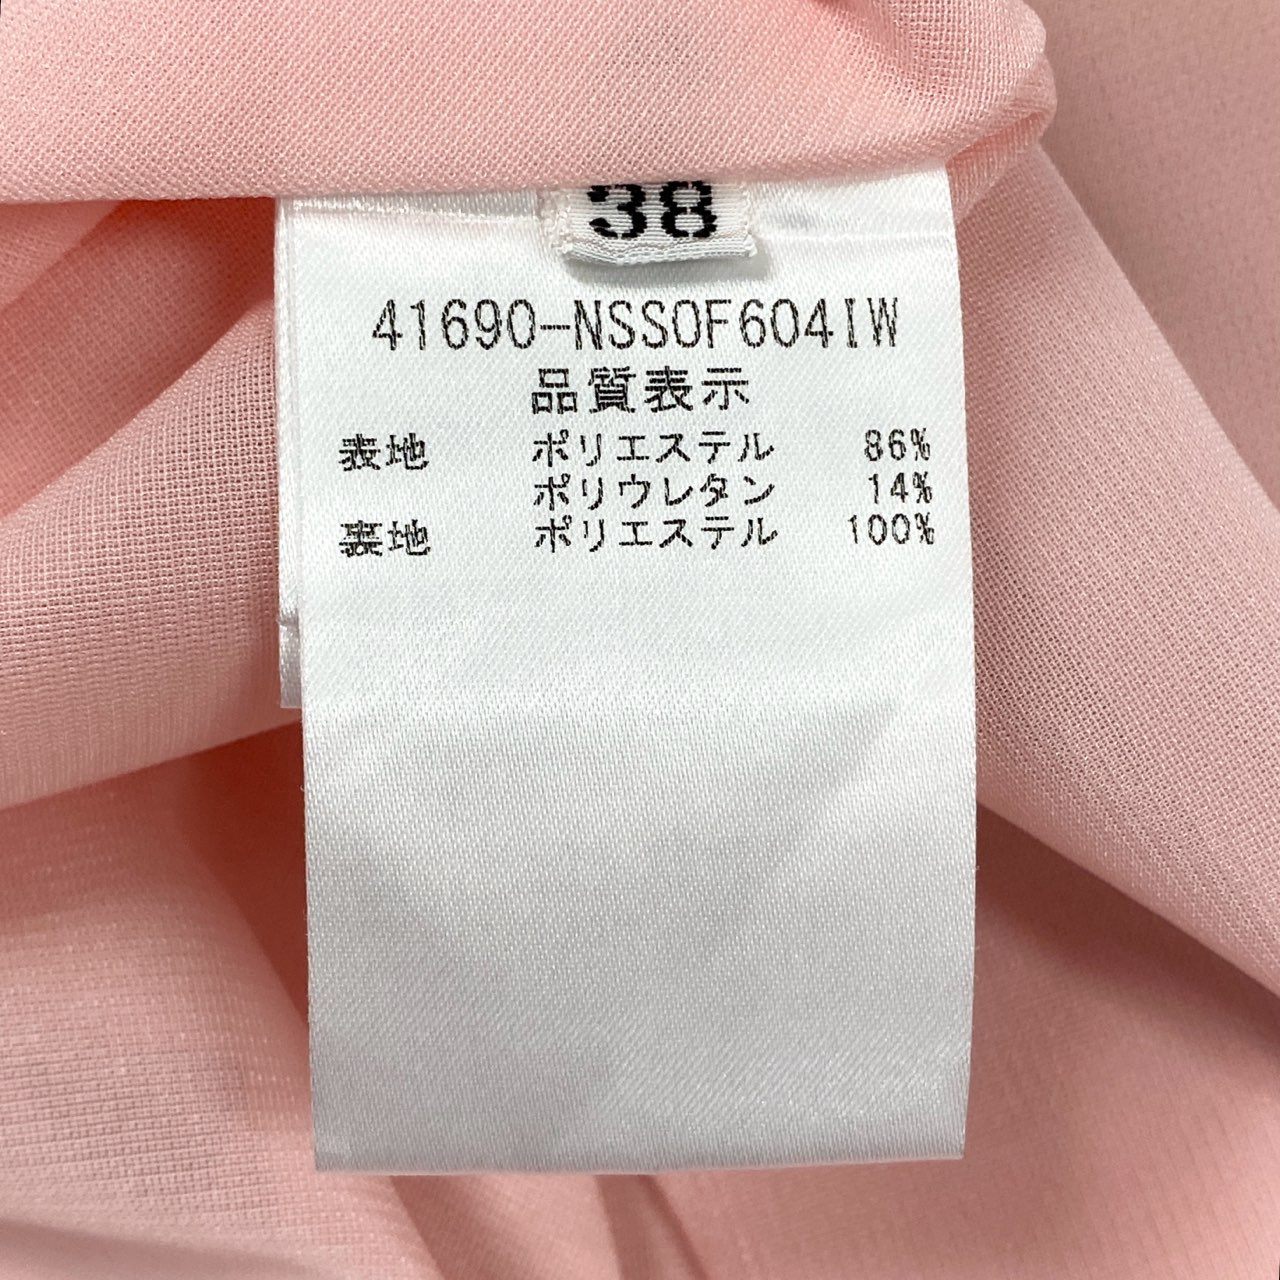 38
41690-NSSOF604IW
品質表示
表地 ポリエステル 86%
ポリウレタン 14%
裏地 ポリエステル 100%